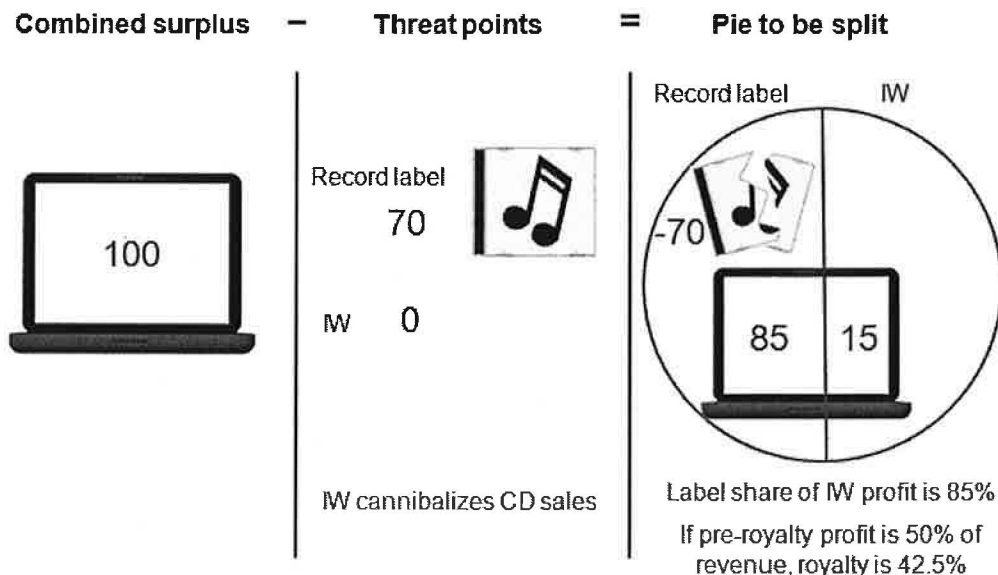 Combined surplus − Threat points = Pie to be split
Record label IW
Record label
70
100
-70
IW 0
85 15
IW cannibalizes CD sales
Label share of IW profit is 85%
If pre-royalty profit is 50% of
revenue, royalty is 42.5%